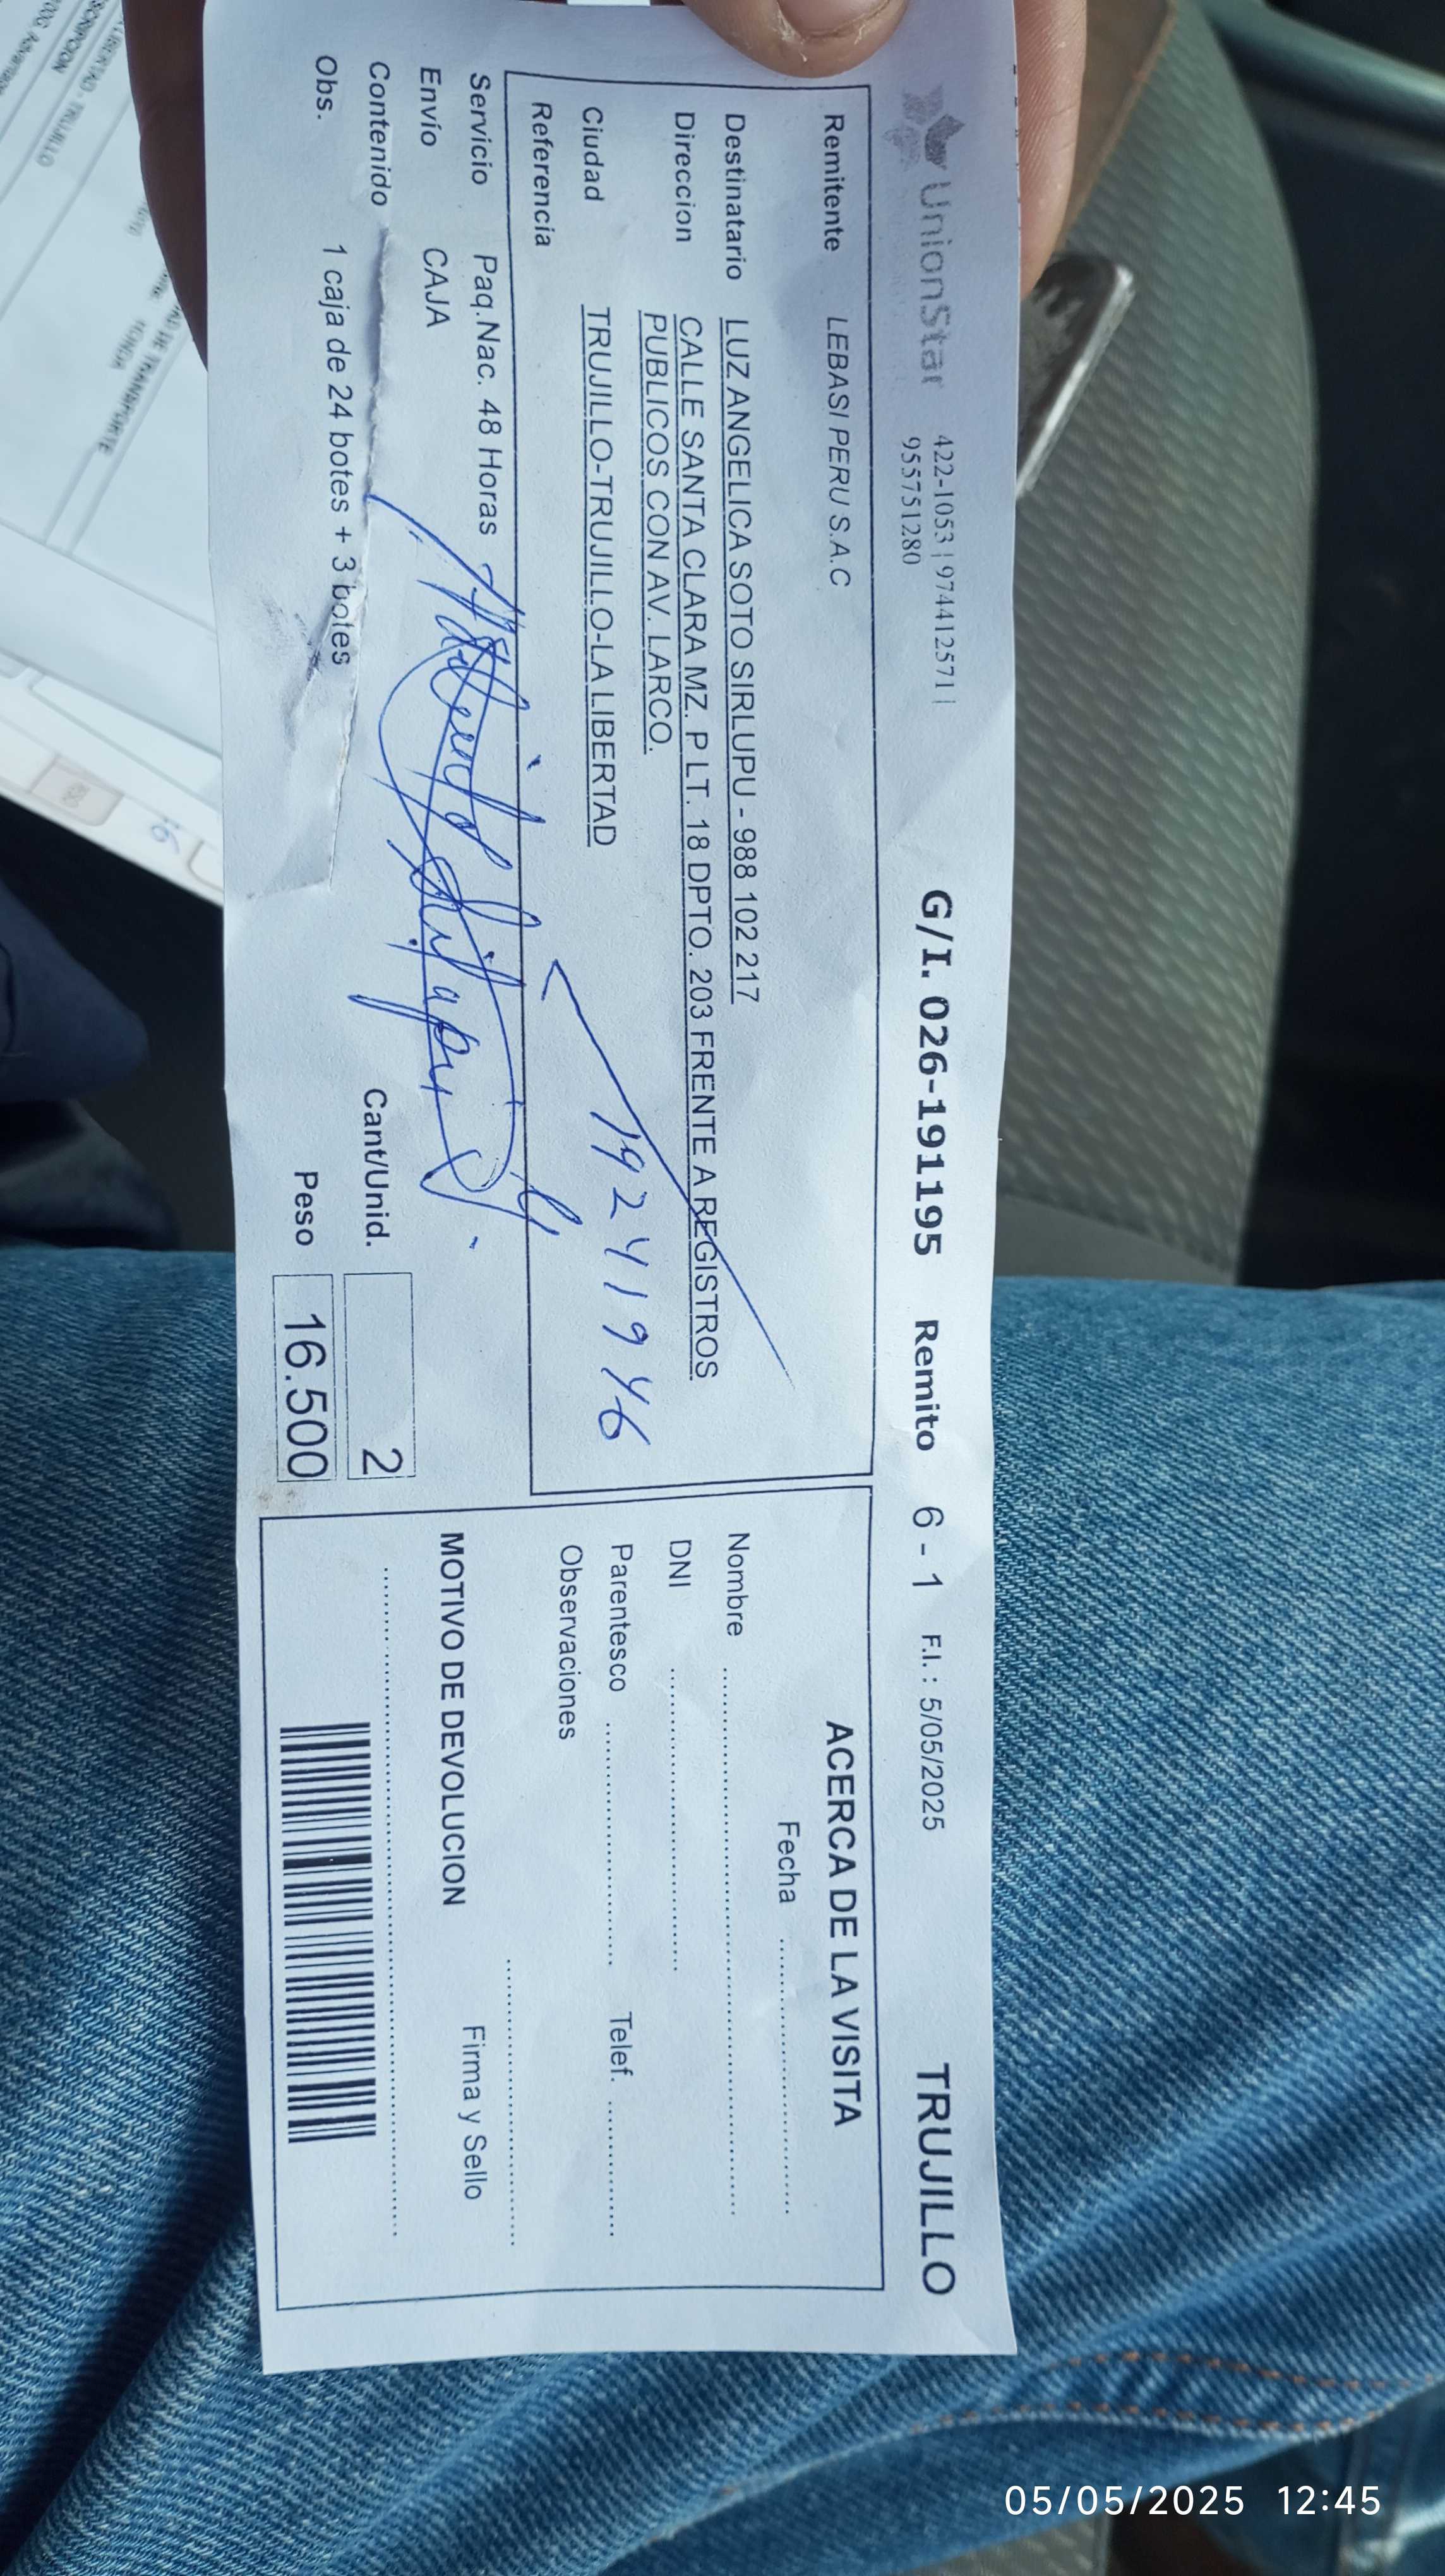 UnionStar 422-1053 | 974412571 |
955751280
G/I. 026-191195 Remito 6 - 1 F.I.: 5/05/2025 TRUJILLO
Remitente LEBASI PERU S.A.C
Destinatario LUZ ANGELICA SOTO SIRLUPU - 988 102 217
Direccion CALLE SANTA CLARA MZ. P LT. 18 DPTO. 203 FRENTE A REGISTROS
PUBLICOS CON AV. LARCO.
Ciudad TRUJILLO-TRUJILLO-LA LIBERTAD
19241946
Referencia
Servicio Paq.Nac. 48 Horas
Envío CAJA
Contenido
Cant/Unid. 2
Obs. 1 caja de 24 botes + 3 botes
Peso 16.500
ACERCA DE LA VISITA
Fecha
Nombre
DNI
Parentesco Telef.
Observaciones
Firma y Sello
MOTIVO DE DEVOLUCION
05/05/2025 12:45